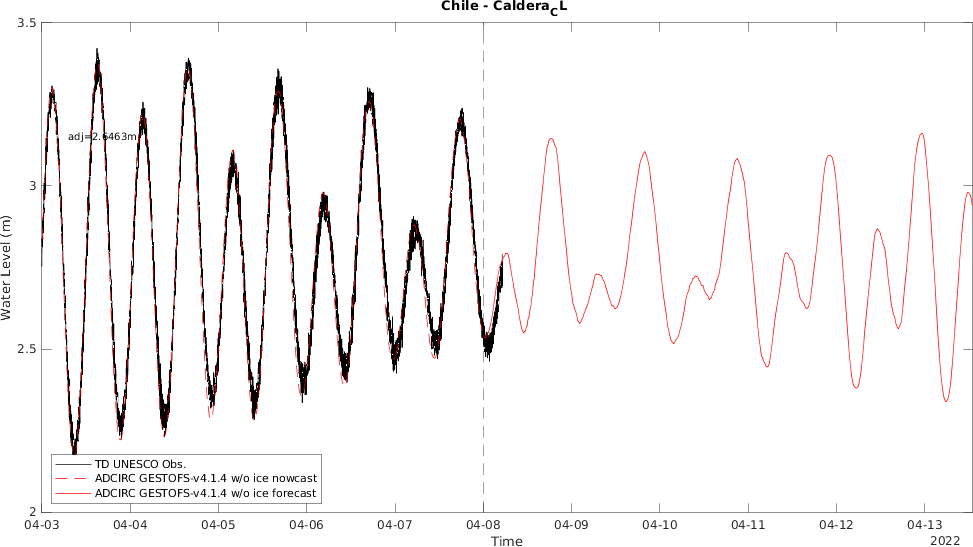 Chile - Caldera_CL
3.5
3
2.5
2
Water Level (m)
adj=2.6463m
TD UNESCO Obs.
ADCIRC GESTOFS-v4.1.4 w/o ice nowcast
ADCIRC GESTOFS-v4.1.4 w/o ice forecast
04-03 04-04 04-05 04-06 04-07 04-08 04-09 04-10 04-11 04-12 04-13
Time
2022